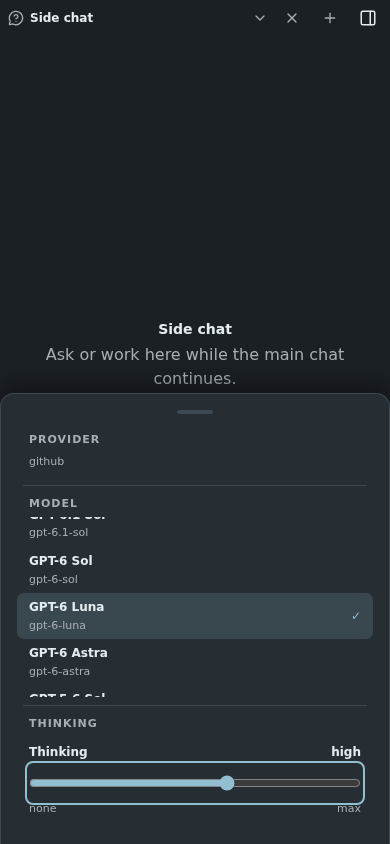 Side chat
Side chat
Ask or work here while the main chat
continues.
PROVIDER
github
MODEL
gpt-6.1-sol
GPT-6 Sol
gpt-6-sol
GPT-6 Luna
gpt-6-luna
GPT-6 Astra
gpt-6-astra
THINKING
Thinking
high
none
max